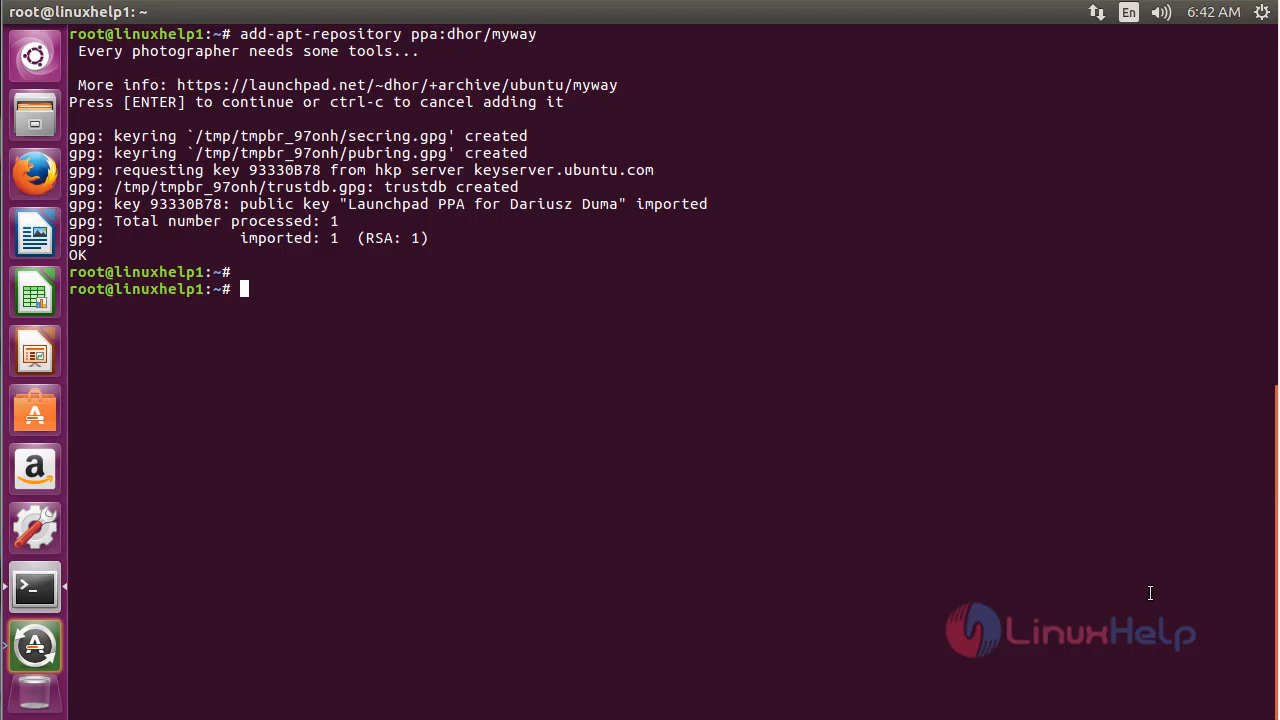 root@linuxhelp1: ~
En
6:42 AM
root@linuxhelp1:~# add-apt-repository ppa:dhor/myway
Every photographer needs some tools...
More info: https://launchpad.net/~dhor/+archive/ubuntu/myway
Press [ENTER] to continue or ctrl-c to cancel adding it
gpg: keyring `/tmp/tmpbr_97onh/secring.gpg' created
gpg: keyring `/tmp/tmpbr_97onh/pubring.gpg' created
gpg: requesting key 93330B78 from hkp server keyserver.ubuntu.com
gpg: /tmp/tmpbr_97onh/trustdb.gpg: trustdb created
gpg: key 93330B78: public key "Launchpad PPA for Dariusz Duma" imported
gpg: Total number processed: 1
gpg:                   imported: 1  (RSA: 1)
OK
root@linuxhelp1:~#
root@linuxhelp1:~#
LinuxHelp